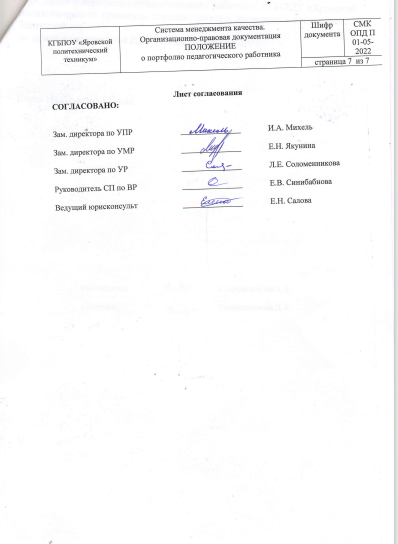 КГБПОУ «Яровской
политехнический
техникум»
Система менеджмента качества.
Организационно-правовая документация
ПОЛОЖЕНИЕ
о портфолио педагогического работника
Шифр
документа
СМК
ОПД П
01-05-
2022
страница 7 из 7
Лист согласования
СОГЛАСОВАНО:
Зам. директора по УПР И.А. Михель
Зам. директора по УМР Е.Н. Якунина
Зам. директора по УР Л.Е. Соломенникова
Руководитель СП по ВР Е.В. Синибабнова
Ведущий юрисконсульт Е.Н. Салова